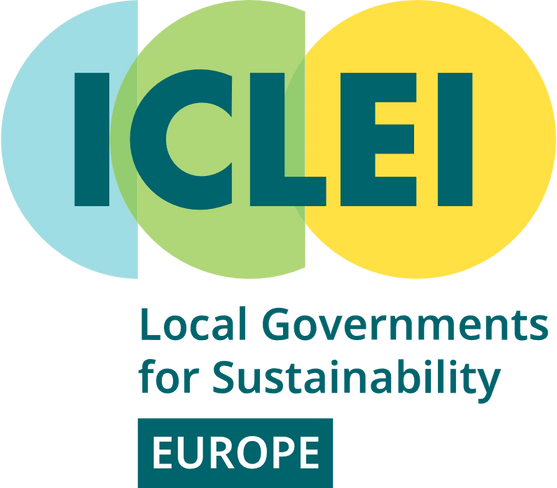 ICLEI
Local Governments
for Sustainability
EUROPE